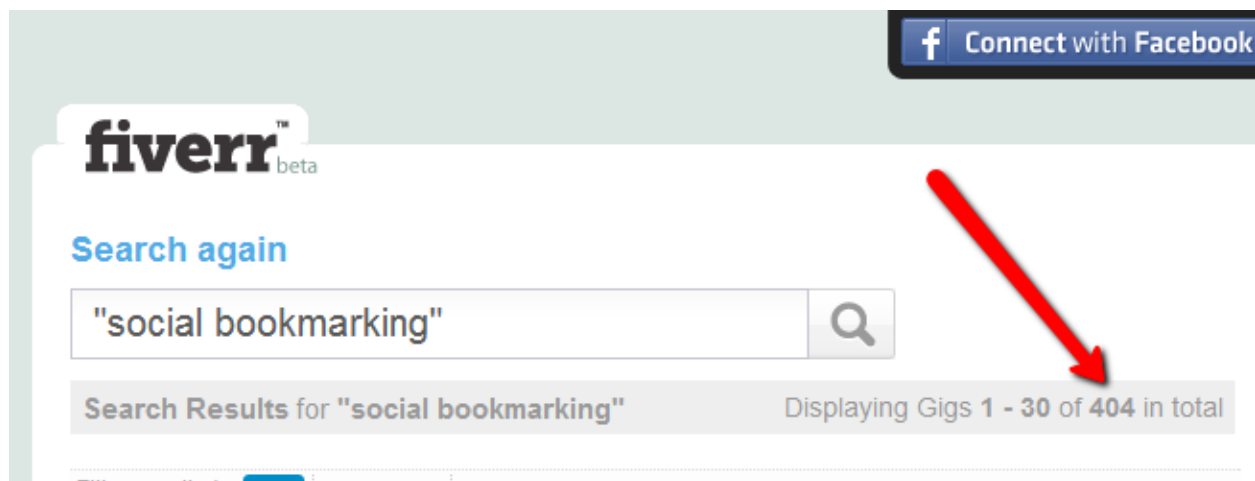 f Connect with Facebook
fiverr™ beta
Search again
"social bookmarking"
Search Results for "social bookmarking" Displaying Gigs 1 - 30 of 404 in total